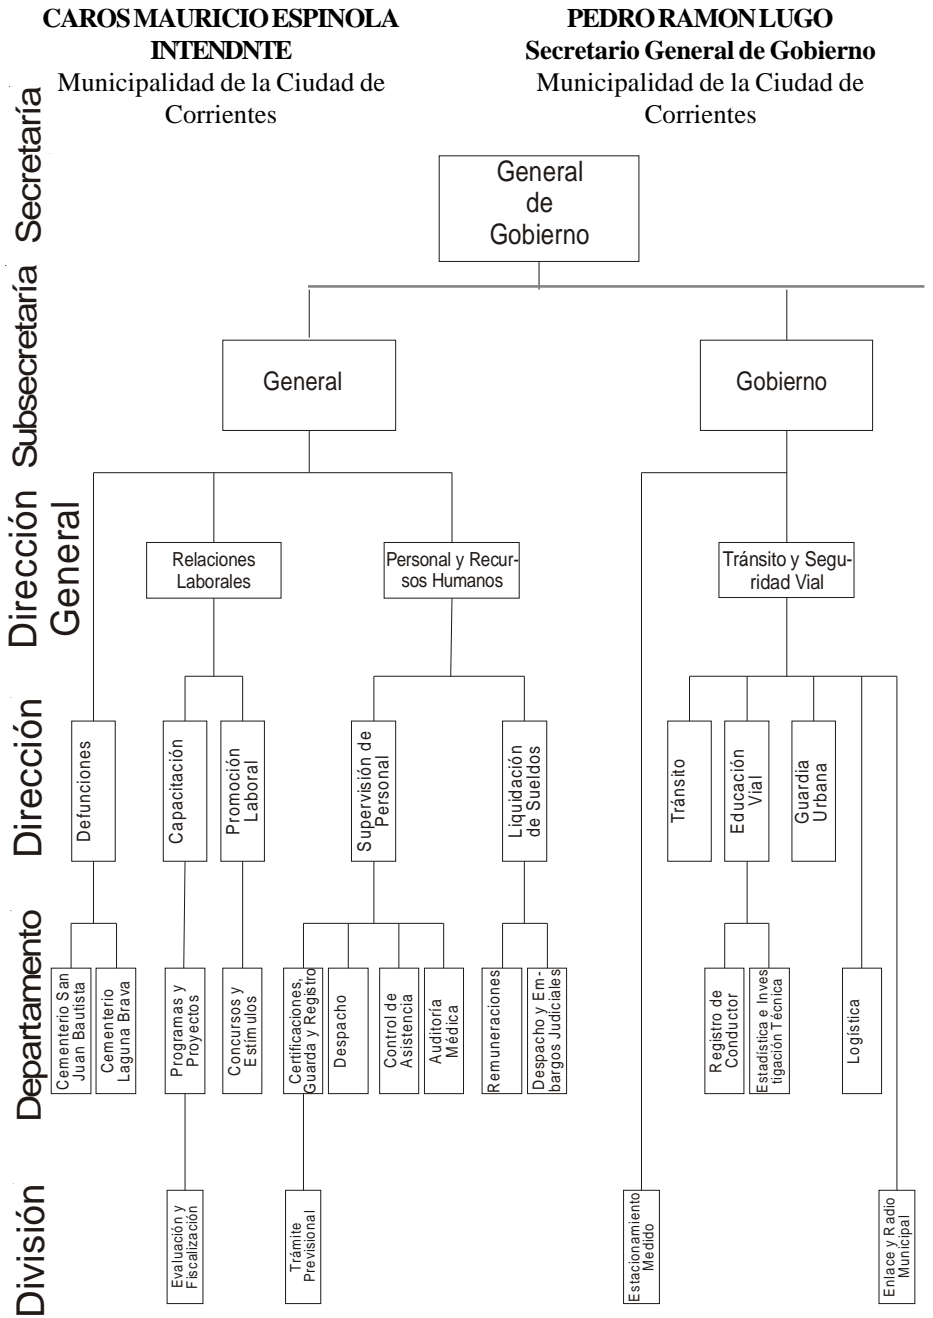 CAROS MAURICIO ESPINOLA
INTENDNTE
Municipalidad de la Ciudad de
Corrientes
PEDRO RAMON LUGO
Secretario General de Gobierno
Municipalidad de la Ciudad de
Corrientes
Secretaría
General
de
Gobierno
Subsecretaría
General
Gobierno
Dirección
General
Relaciones
Laborales
Personal y Recur-
sos Humanos
Tránsito y Segu-
ridad Vial
Dirección
Defunciones
Capacitación
Promoción
Laboral
Supervisión de
Personal
Liquidación
de Sueldos
Tránsito
Educación
Vial
Guardia
Urbana
Departamento
Cementerio San
Juan Bautista
Cementerio
Laguna Brava
Programas y
Proyectos
Concursos y
Estímulos
Certificaciones,
Guarda y Registro
Despacho
Control de
Asistencia
Auditoría
Médica
Remuneraciones
Despacho y Em-
bargos Judiciales
Registro de
Conductor
Estadística e Inves
tigación Técnica
Logística
División
Evaluación y
Fiscalización
Trámite
Previsional
Estacionamiento
Medido
Enlace y Radio
Municipal